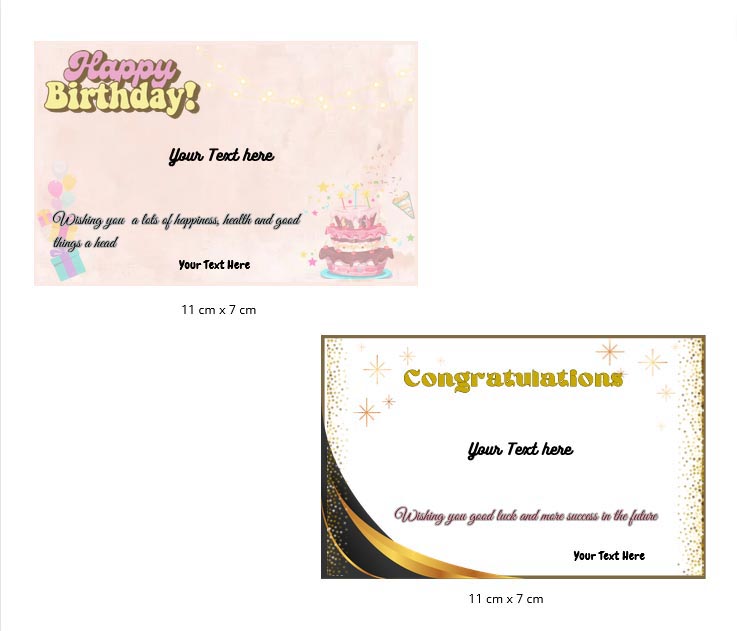 Happy
Birthday!
Your Text here
Wishing you a lots of happiness, health and good
things a head
Your Text Here
11 cm x 7 cm
Congratulations
Your Text here
Wishing you good luck and more success in the future
Your Text Here
11 cm x 7 cm